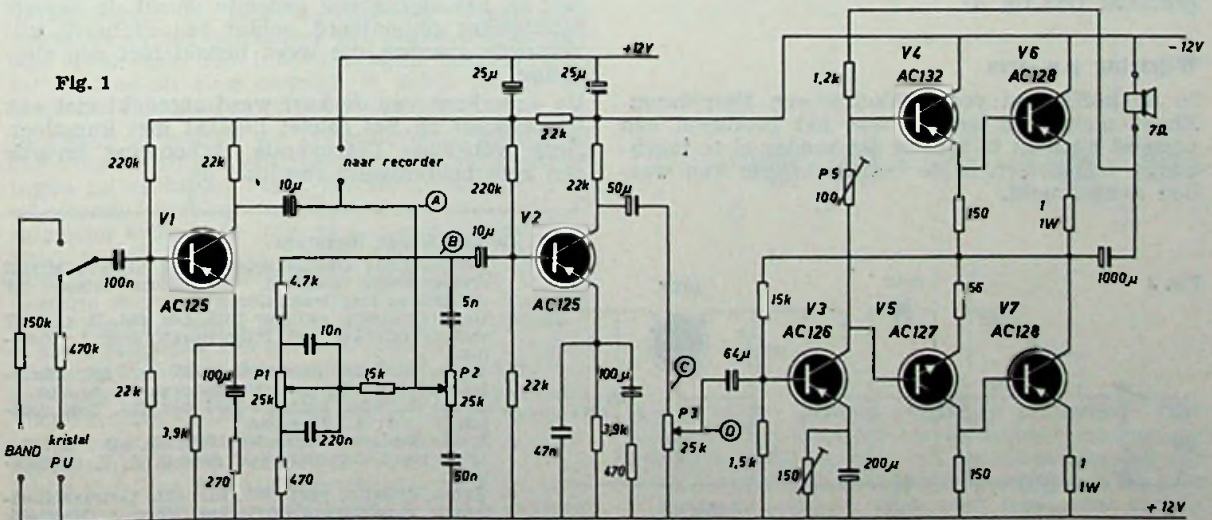 Fig. 1
+12V
-12V
25µ
25µ
V4
AC132
V6
AC128
1,2k
7Ω
22k
220k
22k
naar recorder
220k
22k
50µ
P5
100
150
1
1W
V1
10µ
A
V2
B
10µ
100n
AC125
AC125
1000µ
4,7k
5n
15k
V3
AC126
V5
AC127
56
V7
AC128
150k
470k
10n
64µ
C
22k
100µ
P1
25k
15k
P2
25k
22k
100µ
P3
25k
D
BAND
kristal
PU
3,9k
220n
47n
3,9k
1,5k
150
200µ
150
1
1W
270
470
50n
470
+12V